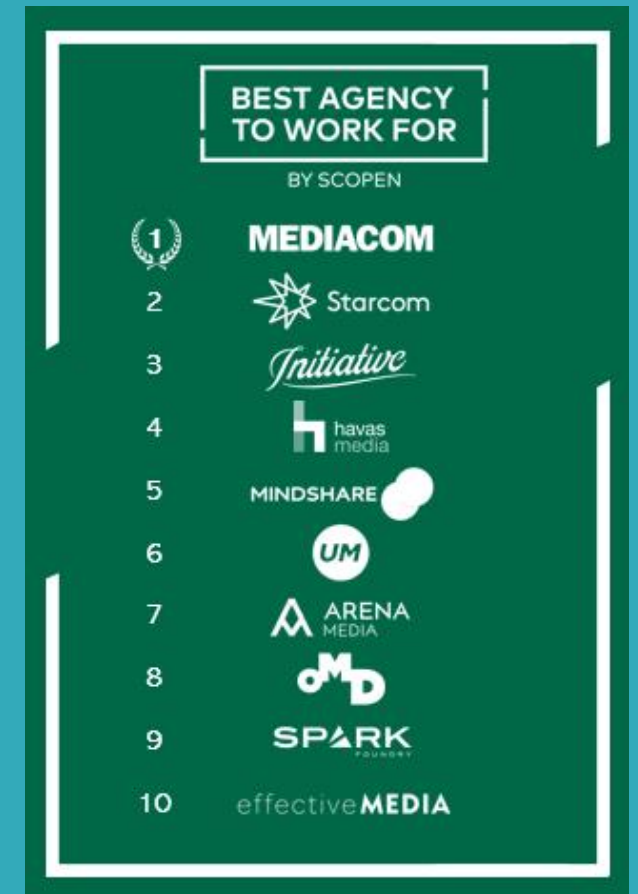 BEST AGENCY
TO WORK FOR
BY SCOPEN
1 MEDIACOM
2 Starcom
3 Initiative
4 havas media
5 MINDSHARE
6 UM
7 ARENA MEDIA
8 OMD
9 SPARK FOUNDRY
10 effectiveMEDIA